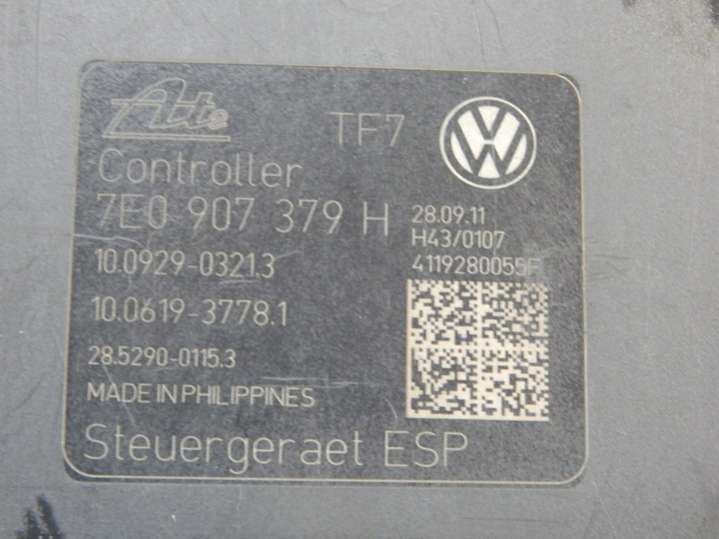 Ate
TF7
Controller
7E0 907 379 H
28.09.11
H43/0107
10.0929-0321.3
4119280055F
10.0619-3778.1
28.5290-0115.3
MADE IN PHILIPPINES
Steuergeraet ESP